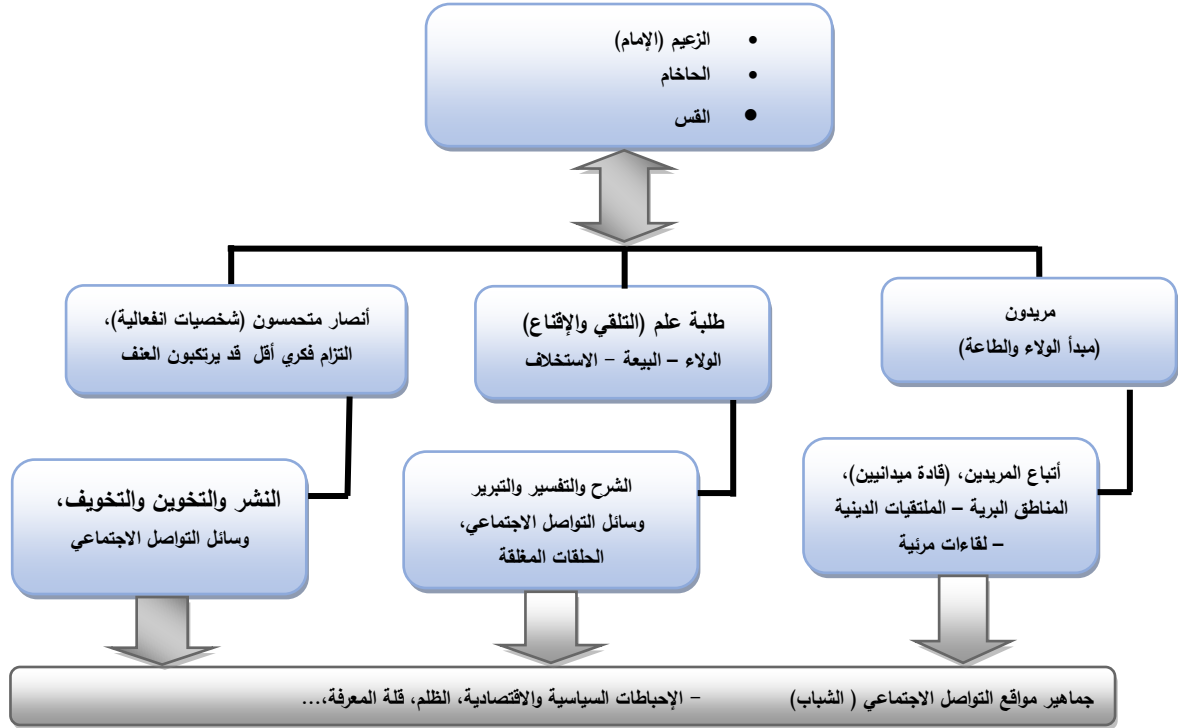 • الزعيم (الإمام)
• الحاخام
• القس
مريدون
(مبدأ الولاء والطاعة)
طلبة علم (التلقي والإقناع)
الولاء – البيعة - الاستخلاف
أنصار متحمسون (شخصيات انفعالية)،
التزام فكري أقل قد يرتكبون العنف
أتباع المريدين، (قادة ميدانيين)،
المناطق البرية – الملتقيات الدينية
– لقاءات مرئية
الشرح والتفسير والتبرير
وسائل التواصل الاجتماعي،
الحلقات المغلقة
النشر والتخوين والتخويف،
وسائل التواصل الاجتماعي
جماهير مواقع التواصل الاجتماعي ( الشباب) - الإحباطات السياسية والاقتصادية، الظلم، قلة المعرفة،...